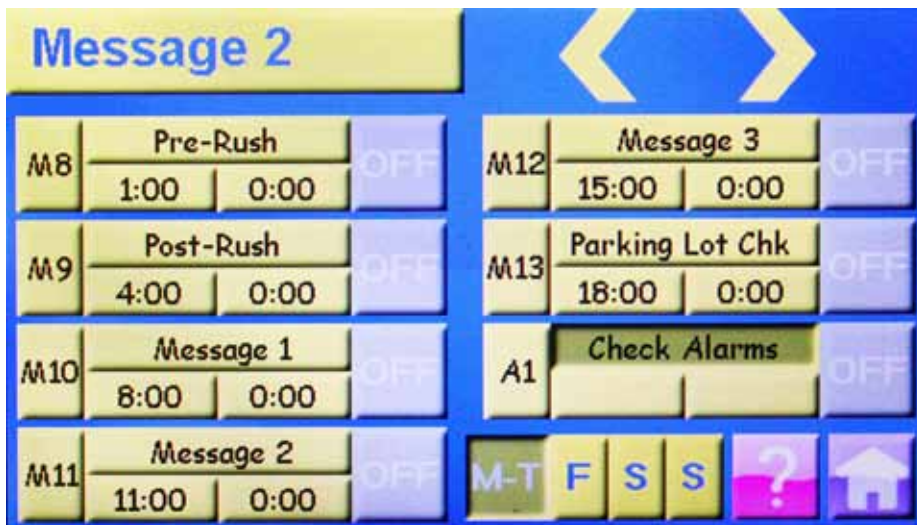 Message 2
M8 Pre-Rush OFF
1:00 0:00
M9 Post-Rush OFF
4:00 0:00
M10 Message 1 OFF
8:00 0:00
M11 Message 2 OFF
11:00 0:00
M12 Message 3 OFF
15:00 0:00
M13 Parking Lot Chk OFF
18:00 0:00
A1 Check Alarms OFF
M-T F S S ?